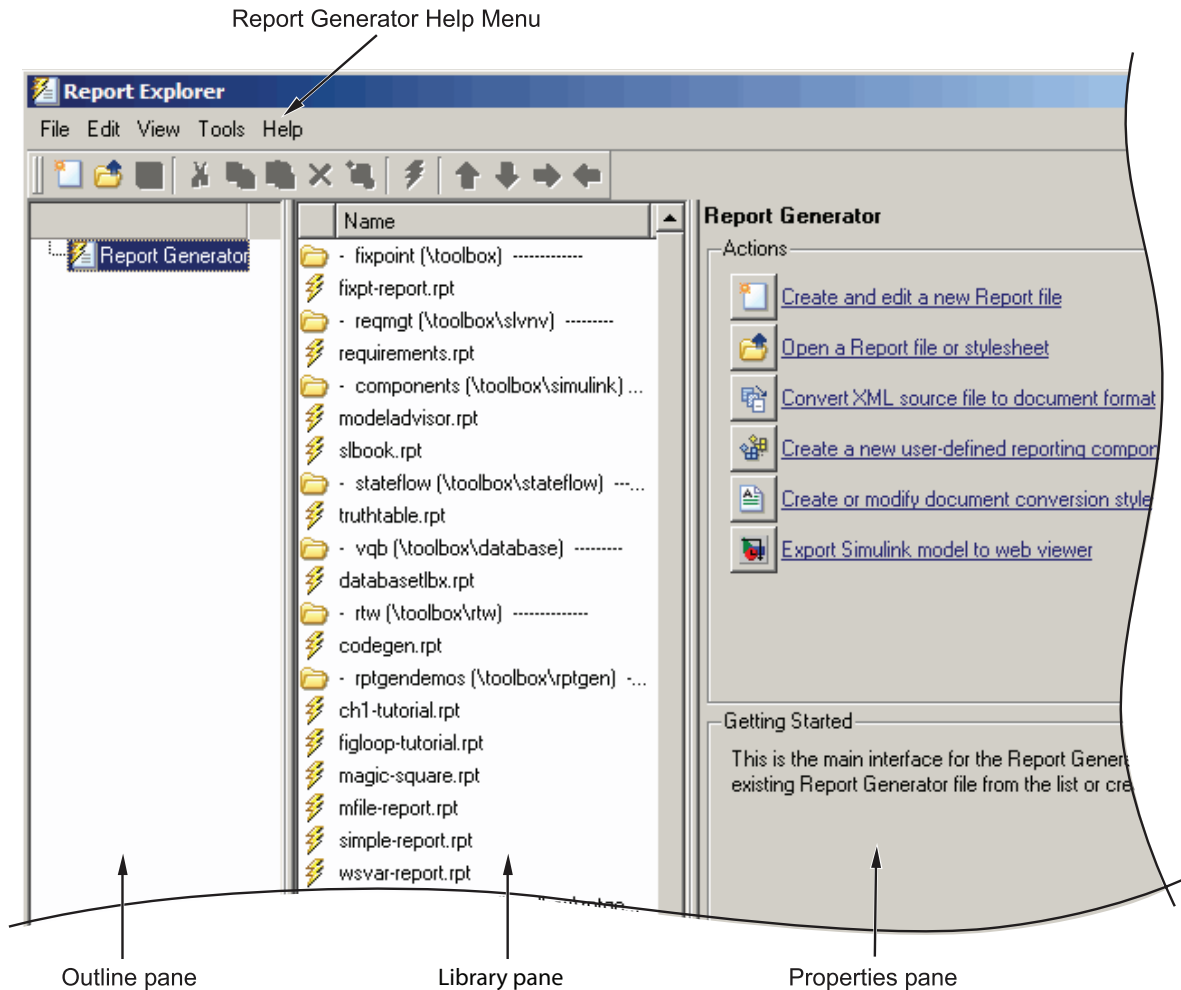 Report Generator Help Menu
Report Explorer
File Edit View Tools Help
Report Generator
Name
- fixpoint (\toolbox) -------------
fixpt-report.rpt
- reqmgt (\toolbox\slvnv) ---------
requirements.rpt
- components (\toolbox\simulink) ...
modeladvisor.rpt
slbook.rpt
- stateflow (\toolbox\stateflow) ---...
truthtable.rpt
- vqb (\toolbox\database) ---------
databasetlbx.rpt
- rtw (\toolbox\rtw) --------------
codegen.rpt
- rptgendemos (\toolbox\rptgen) -...
ch1-tutorial.rpt
figloop-tutorial.rpt
magic-square.rpt
mfile-report.rpt
simple-report.rpt
wsvar-report.rpt
Report Generator
Actions
Create and edit a new Report file
Open a Report file or stylesheet
Convert XML source file to document format
Create a new user-defined reporting compon
Create or modify document conversion style
Export Simulink model to web viewer
Getting Started
This is the main interface for the Report Gener
existing Report Generator file from the list or cre
Outline pane
Library pane
Properties pane